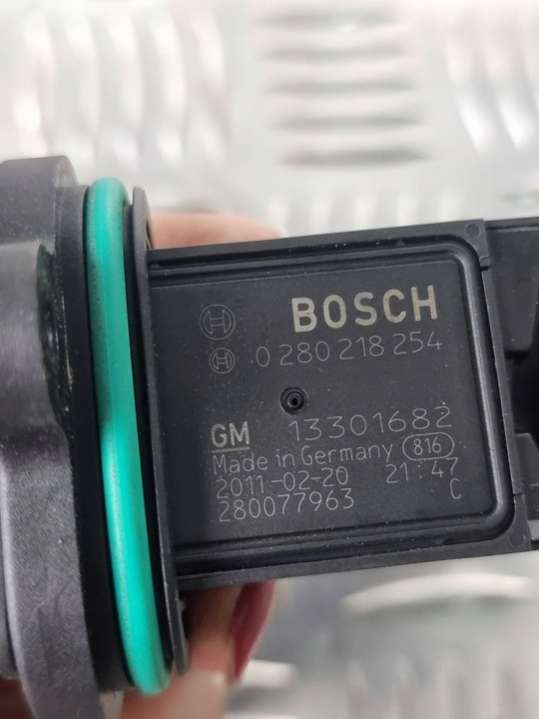 BOSCH
0 280 218 254
GM 13301682
Made in Germany 816
2011-02-20 21:47
280077963 C